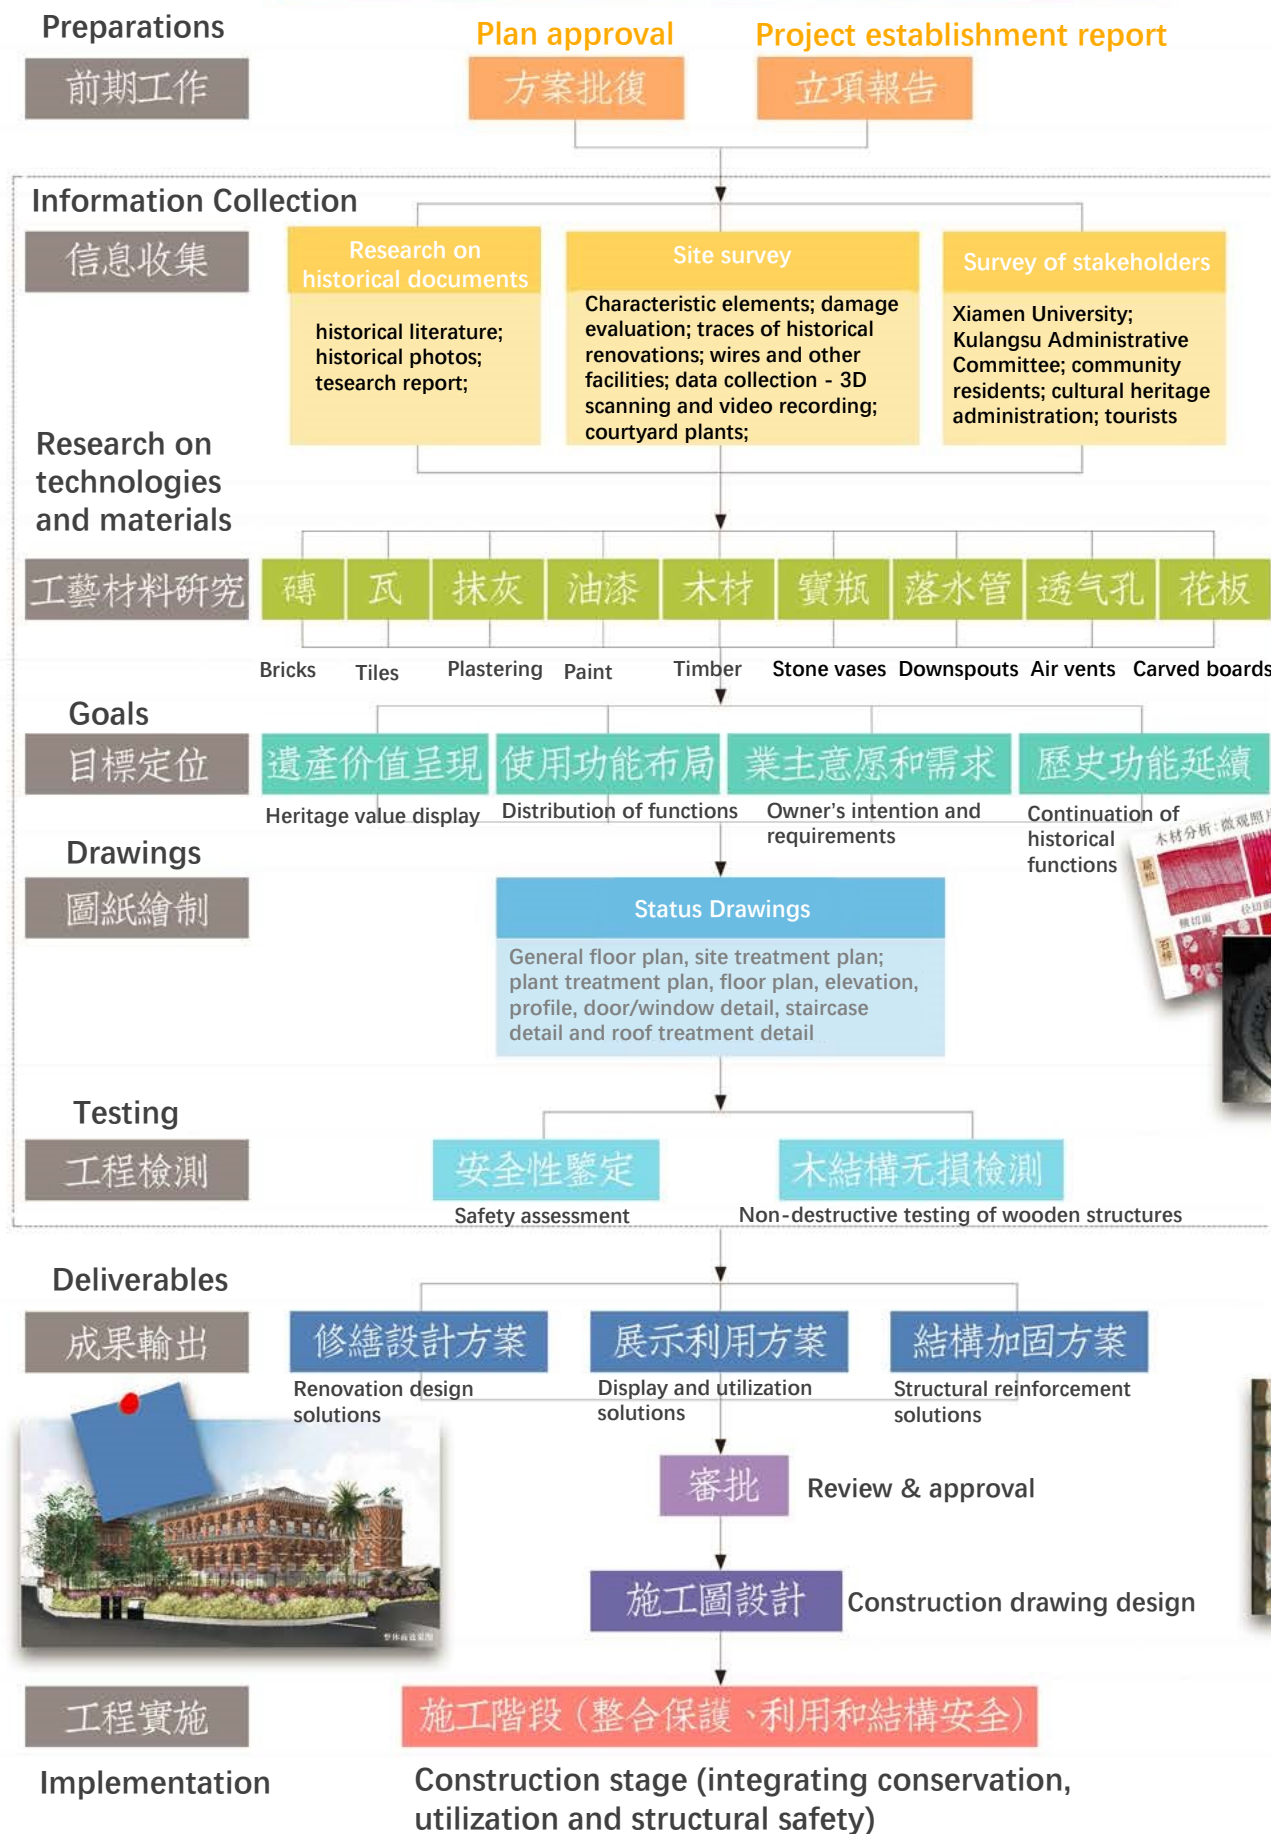 Preparations
Plan approval
Project establishment report
前期工作
方案批復
立項報告
Information Collection
信息收集
Research on
historical documents
historical literature;
historical photos;
tesearch report;
Site survey
Characteristic elements; damage
evaluation; traces of historical
renovations; wires and other
facilities; data collection - 3D
scanning and video recording;
courtyard plants;
Survey of stakeholders
Xiamen University;
Kulangsu Administrative
Committee; community
residents; cultural heritage
administration; tourists
Research on
technologies
and materials
工藝材料研究
磚
瓦
抹灰
油漆
木材
寶瓶
落水管
透气孔
花板
Bricks
Tiles
Plastering
Paint
Timber
Stone vases
Downspouts
Air vents
Carved boards
Goals
目標定位
遺產价值呈現
使用功能布局
業主意愿和需求
歷史功能延續
Heritage value display
Distribution of functions
Owner's intention and
requirements
Continuation of
historical
functions
木材分析:微观照片
横切面
径切面
Drawings
圖紙繪制
Status Drawings
General floor plan, site treatment plan;
plant treatment plan, floor plan, elevation,
profile, door/window detail, staircase
detail and roof treatment detail
Testing
工程檢測
安全性鑒定
木結構无損檢測
Safety assessment
Non-destructive testing of wooden structures
Deliverables
成果輸出
修繕設計方案
展示利用方案
結構加固方案
Renovation design
solutions
Display and utilization
solutions
Structural reinforcement
solutions
審批
Review & approval
施工圖設計
Construction drawing design
工程實施
施工階段（整合保護、利用和結構安全）
Implementation
Construction stage (integrating conservation,
utilization and structural safety)